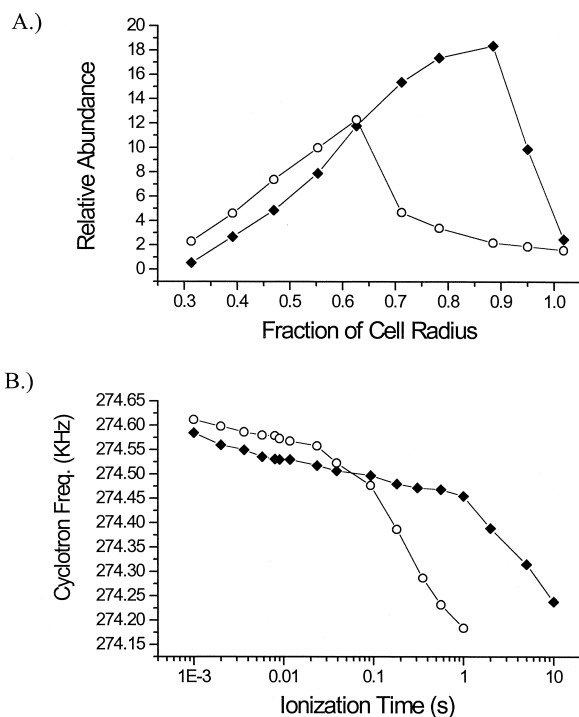 A.)
Relative Abundance
20
18
16
14
12
10
8
6
4
2
0
0.3 0.4 0.5 0.6 0.7 0.8 0.9 1.0
Fraction of Cell Radius
B.)
Cyclotron Freq. (KHz)
274.65
274.60
274.55
274.50
274.45
274.40
274.35
274.30
274.25
274.20
274.15
1E-3 0.01 0.1 1 10
Ionization Time (s)